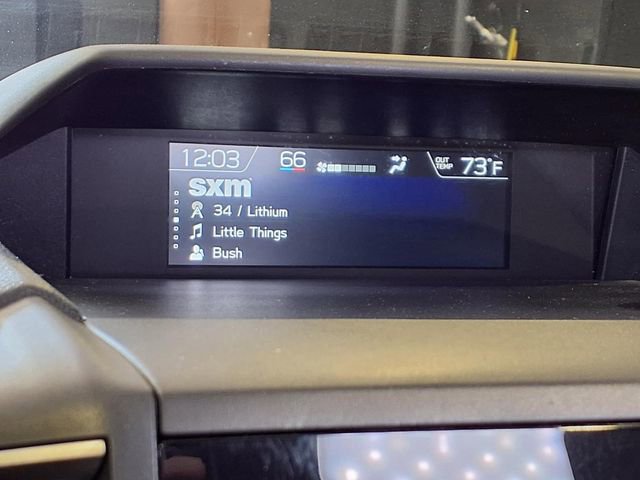 12:03 66 OUT TEMP 73°F
sxm
34 / Lithium
Little Things
Bush